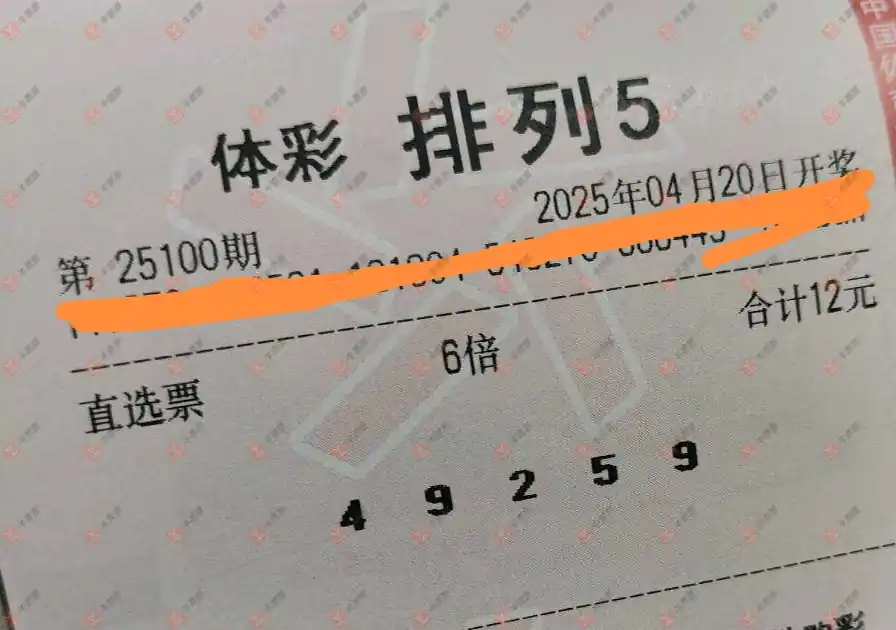 体彩 排列5
第 25100期 2025年04月20日开奖
直选票 6倍 合计12元
4 9 2 5 9